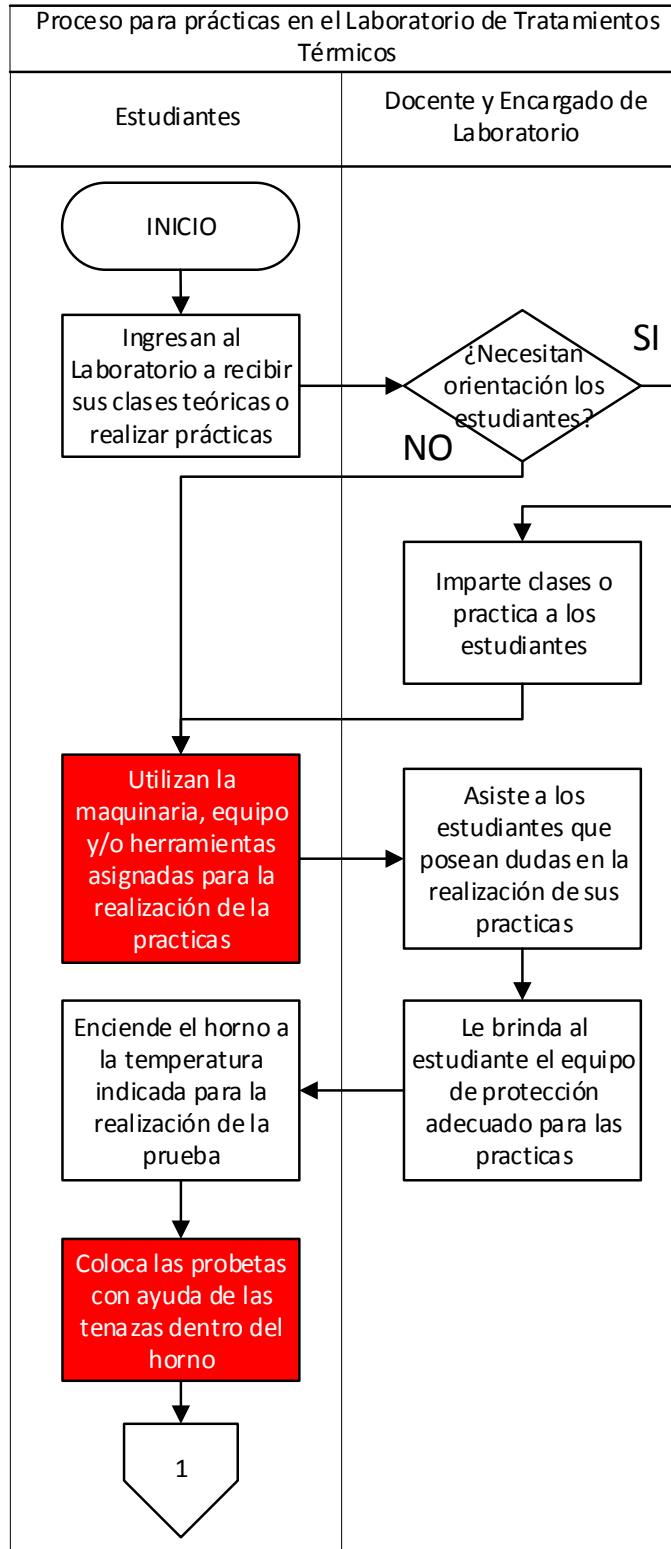 Proceso para prácticas en el Laboratorio de Tratamientos
Térmicos
Estudiantes
Docente y Encargado de
Laboratorio
INICIO
Ingresan al
Laboratorio a recibir
sus clases teóricas o
realizar prácticas
¿Necesitan
orientación los
estudiantes?
SI
NO
Imparte clases o
practica a los
estudiantes
Utilizan la
maquinaria, equipo
y/o herramientas
asignadas para la
realización de la
practicas
Asiste a los
estudiantes que
posean dudas en la
realización de sus
practicas
Le brinda al
estudiante el equipo
de protección
adecuado para las
practicas
Enciende el horno a
la temperatura
indicada para la
realización de la
prueba
Coloca las probetas
con ayuda de las
tenazas dentro del
horno
1